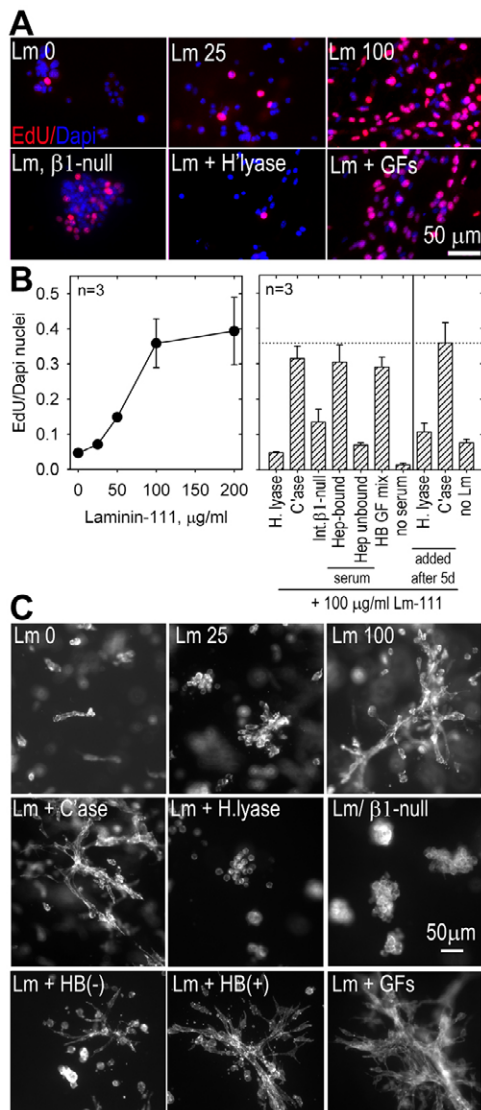 A
Lm 0 Lm 25 Lm 100
EdU/Dapi
Lm, β1-null Lm + H'lyase Lm + GFs
50 μm
B
n=3 n=3
EdU/Dapi nuclei
0.5
0.4
0.3
0.2
0.1
0.0
0 50 100 150 200
Laminin-111, μg/ml
H. lyase
C'ase
Int.β1-null
Hep-bound
Hep unbound
HB GF mix
no serum
H. lyase
C'ase
no Lm
serum
added
after 5d
+ 100 μg/ml Lm-111
C
Lm 0 Lm 25 Lm 100
Lm + C'ase Lm + H.lyase Lm/ β1-null
50μm
Lm + HB(-) Lm + HB(+) Lm + GFs